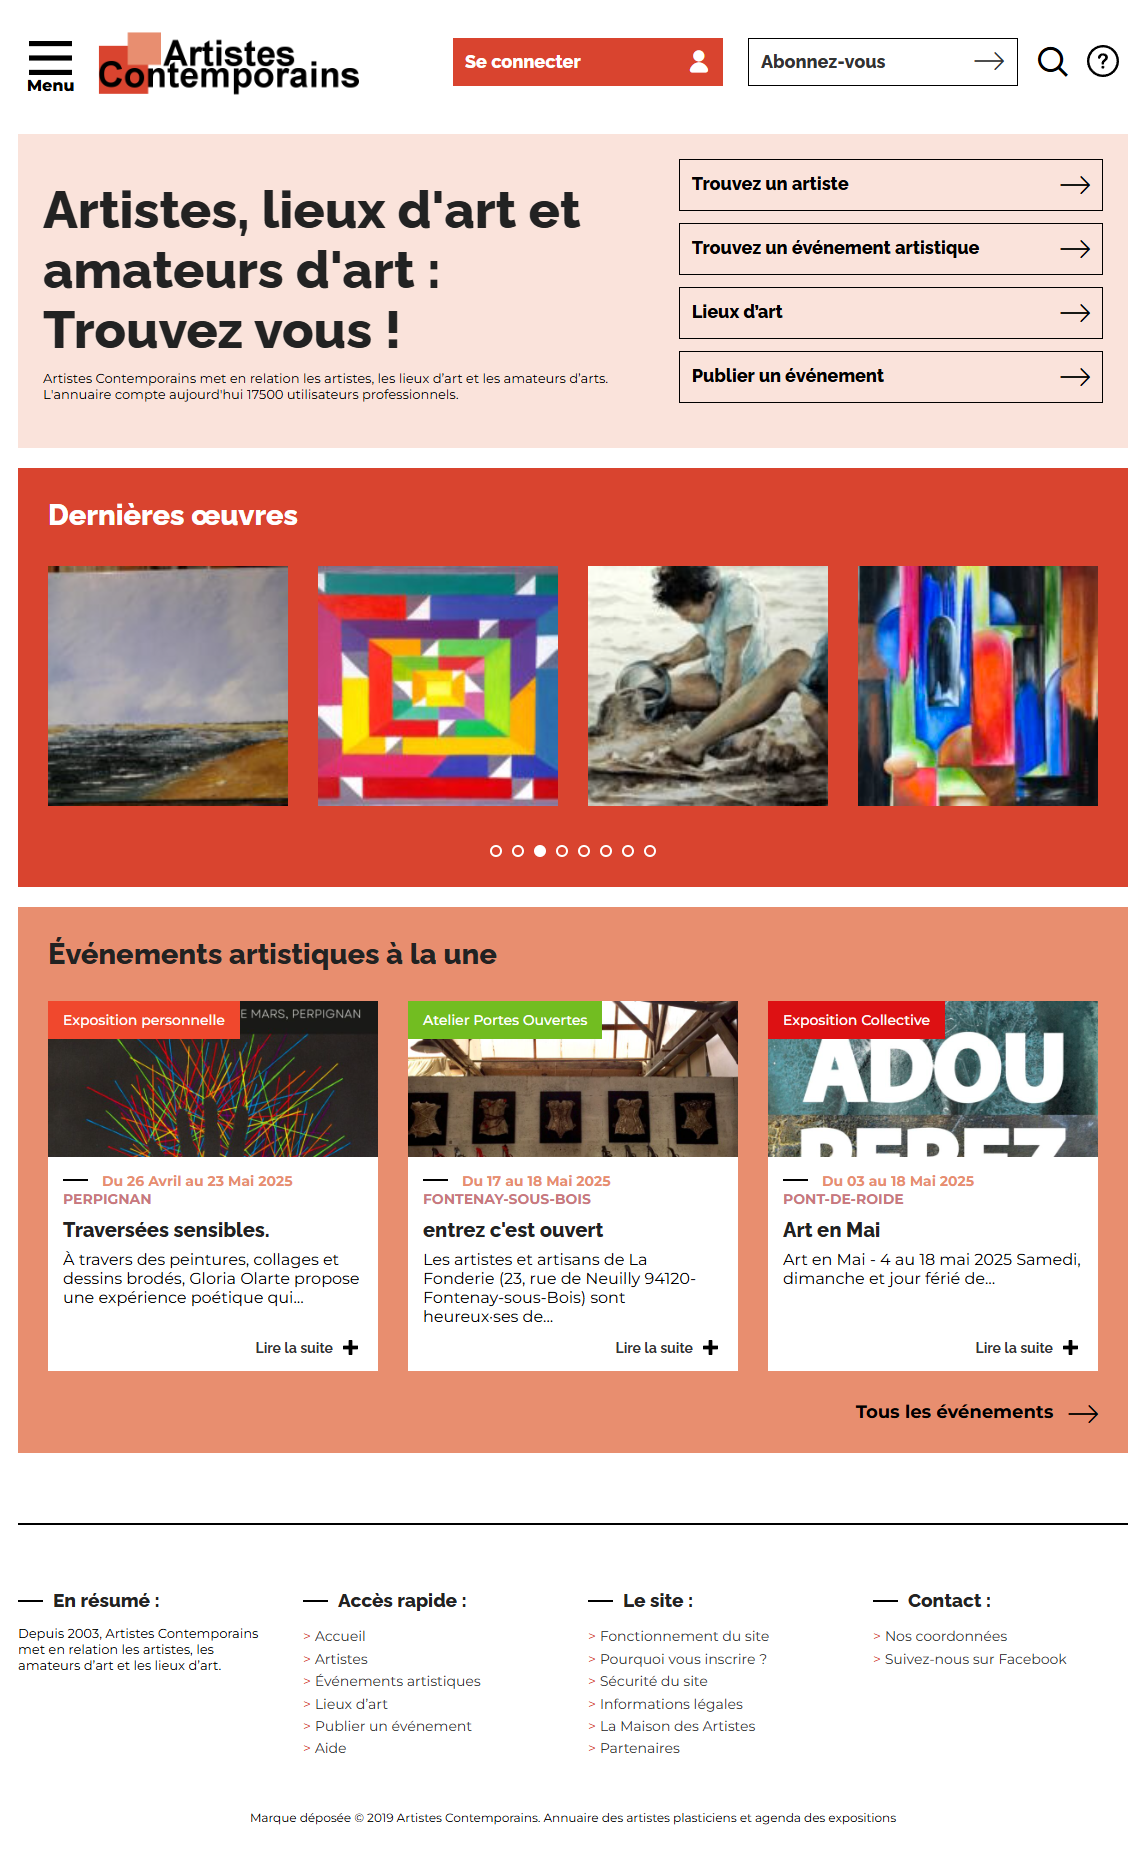 Menu
Artistes
Contemporains
Se connecter
Abonnez-vous
?
Artistes, lieux d'art et
amateurs d'art :
Trouvez vous !
Artistes Contemporains met en relation les artistes, les lieux d’art et les amateurs d’arts.
L'annuaire compte aujourd'hui 17500 utilisateurs professionnels.
Trouvez un artiste
Trouvez un événement artistique
Lieux d’art
Publier un événement
Dernières œuvres
Événements artistiques à la une
Exposition personnelle
E MARS, PERPIGNAN
Du 26 Avril au 23 Mai 2025
PERPIGNAN
Traversées sensibles.
À travers des peintures, collages et
dessins brodés, Gloria Olarte propose
une expérience poétique qui...
Lire la suite
Atelier Portes Ouvertes
Du 17 au 18 Mai 2025
FONTENAY-SOUS-BOIS
entrez c'est ouvert
Les artistes et artisans de La
Fonderie (23, rue de Neuilly 94120-
Fontenay-sous-Bois) sont
heureux·ses de...
Lire la suite
Exposition Collective
ADOU
PEREZ
Du 03 au 18 Mai 2025
PONT-DE-ROIDE
Art en Mai
Art en Mai - 4 au 18 mai 2025 Samedi,
dimanche et jour férié de...
Lire la suite
Tous les événements
En résumé :
Depuis 2003, Artistes Contemporains
met en relation les artistes, les
amateurs d’art et les lieux d’art.
Accès rapide :
> Accueil
> Artistes
> Événements artistiques
> Lieux d’art
> Publier un événement
> Aide
Le site :
> Fonctionnement du site
> Pourquoi vous inscrire ?
> Sécurité du site
> Informations légales
> La Maison des Artistes
> Partenaires
Contact :
> Nos coordonnées
> Suivez-nous sur Facebook
Marque déposée © 2019 Artistes Contemporains. Annuaire des artistes plasticiens et agenda des expositions